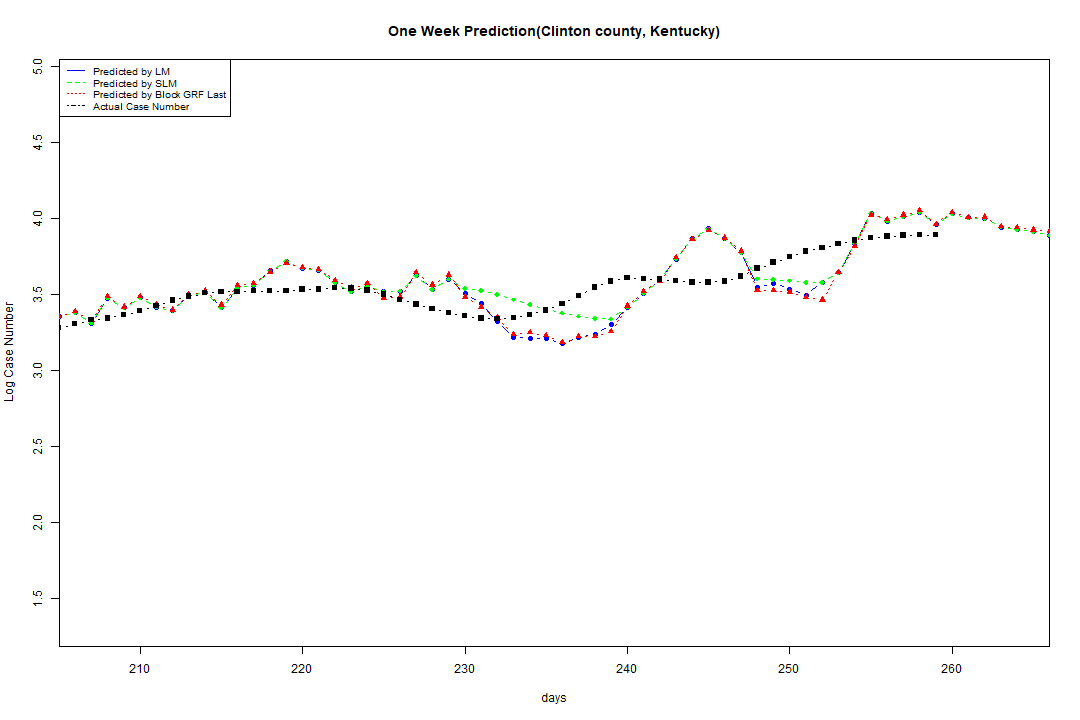 One Week Prediction(Clinton county, Kentucky)
Predicted by LM
Predicted by SLM
Predicted by Block GRF Last
Actual Case Number
5.0
4.5
4.0
3.5
3.0
2.5
2.0
1.5
Log Case Number
210 220 230 240 250 260
days